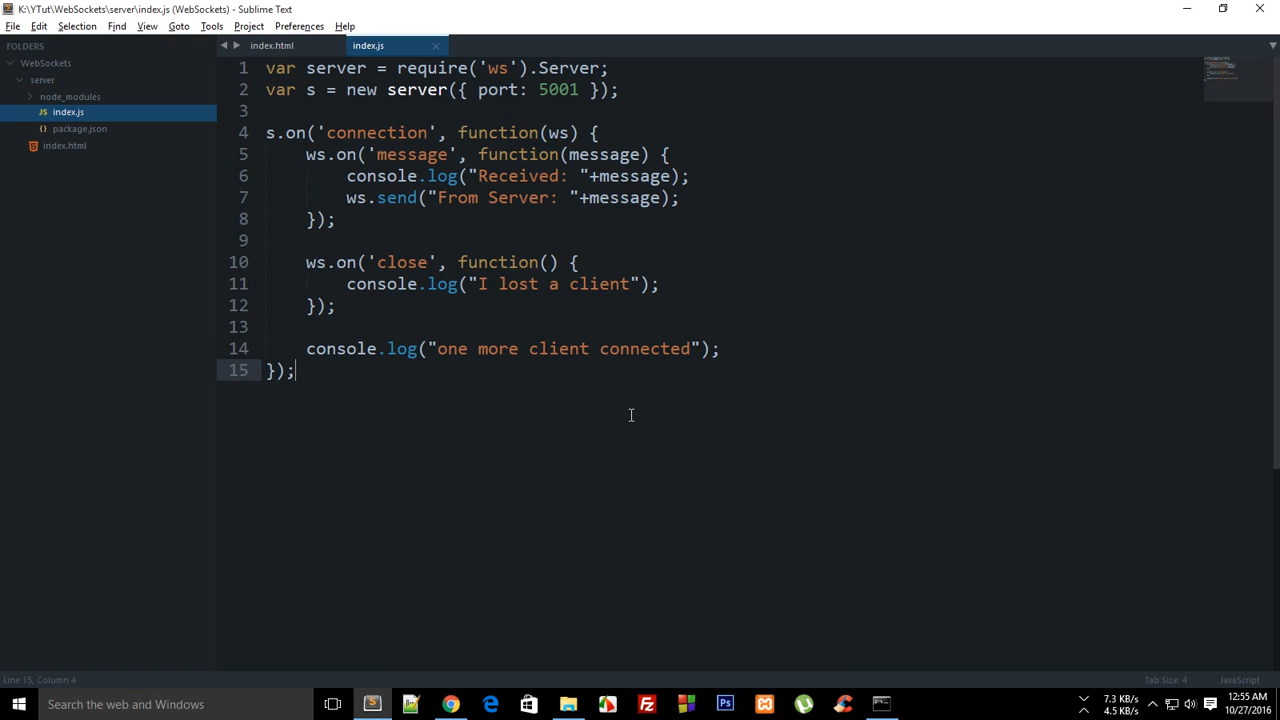 K:\YTut\WebSockets\server\index.js (WebSockets) - Sublime Text
File Edit Selection Find View Goto Tools Project Preferences Help
FOLDERS
WebSockets
server
node_modules
JS index.js
{} package.json
index.html
index.html index.js
1 var server = require('ws').Server;
2 var s = new server({ port: 5001 });
3
4 s.on('connection', function(ws) {
5     ws.on('message', function(message) {
6         console.log("Received: "+message);
7         ws.send("From Server: "+message);
8     });
9
10     ws.on('close', function() {
11         console.log("I lost a client");
12     });
13
14     console.log("one more client connected");
15 });
Line 15, Column 4
Tab Size: 4 JavaScript
Search the web and Windows
7.3 KB/s
4.5 KB/s
12:55 AM
10/27/2016